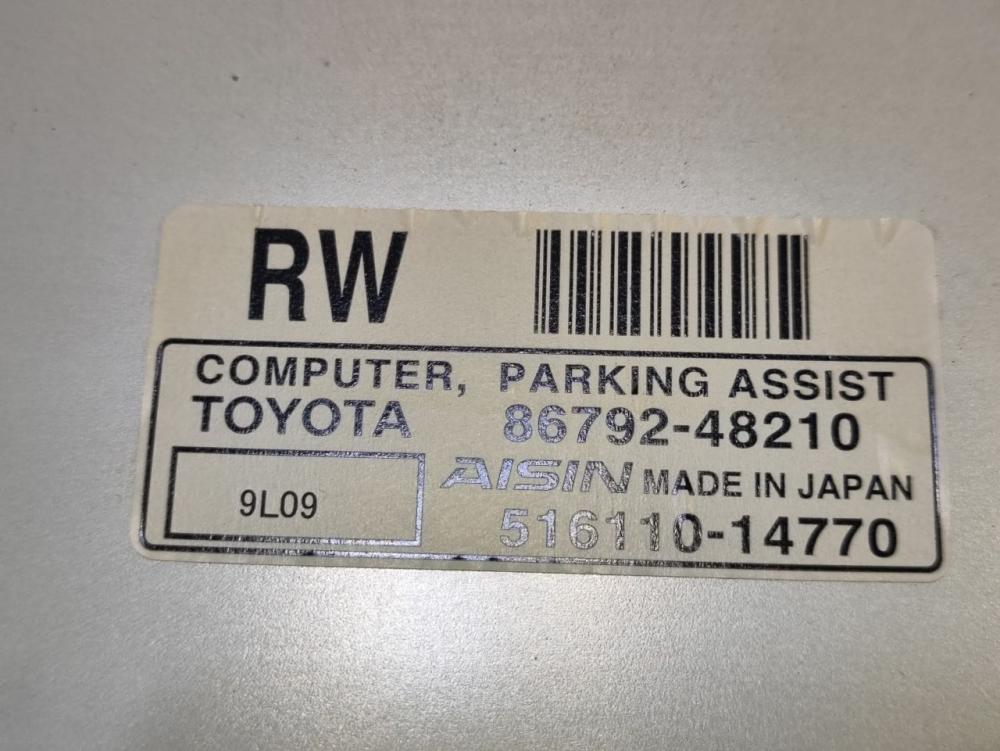 RW
COMPUTER, PARKING ASSIST
TOYOTA 86792-48210
9L09
AISIN MADE IN JAPAN
516110-14770